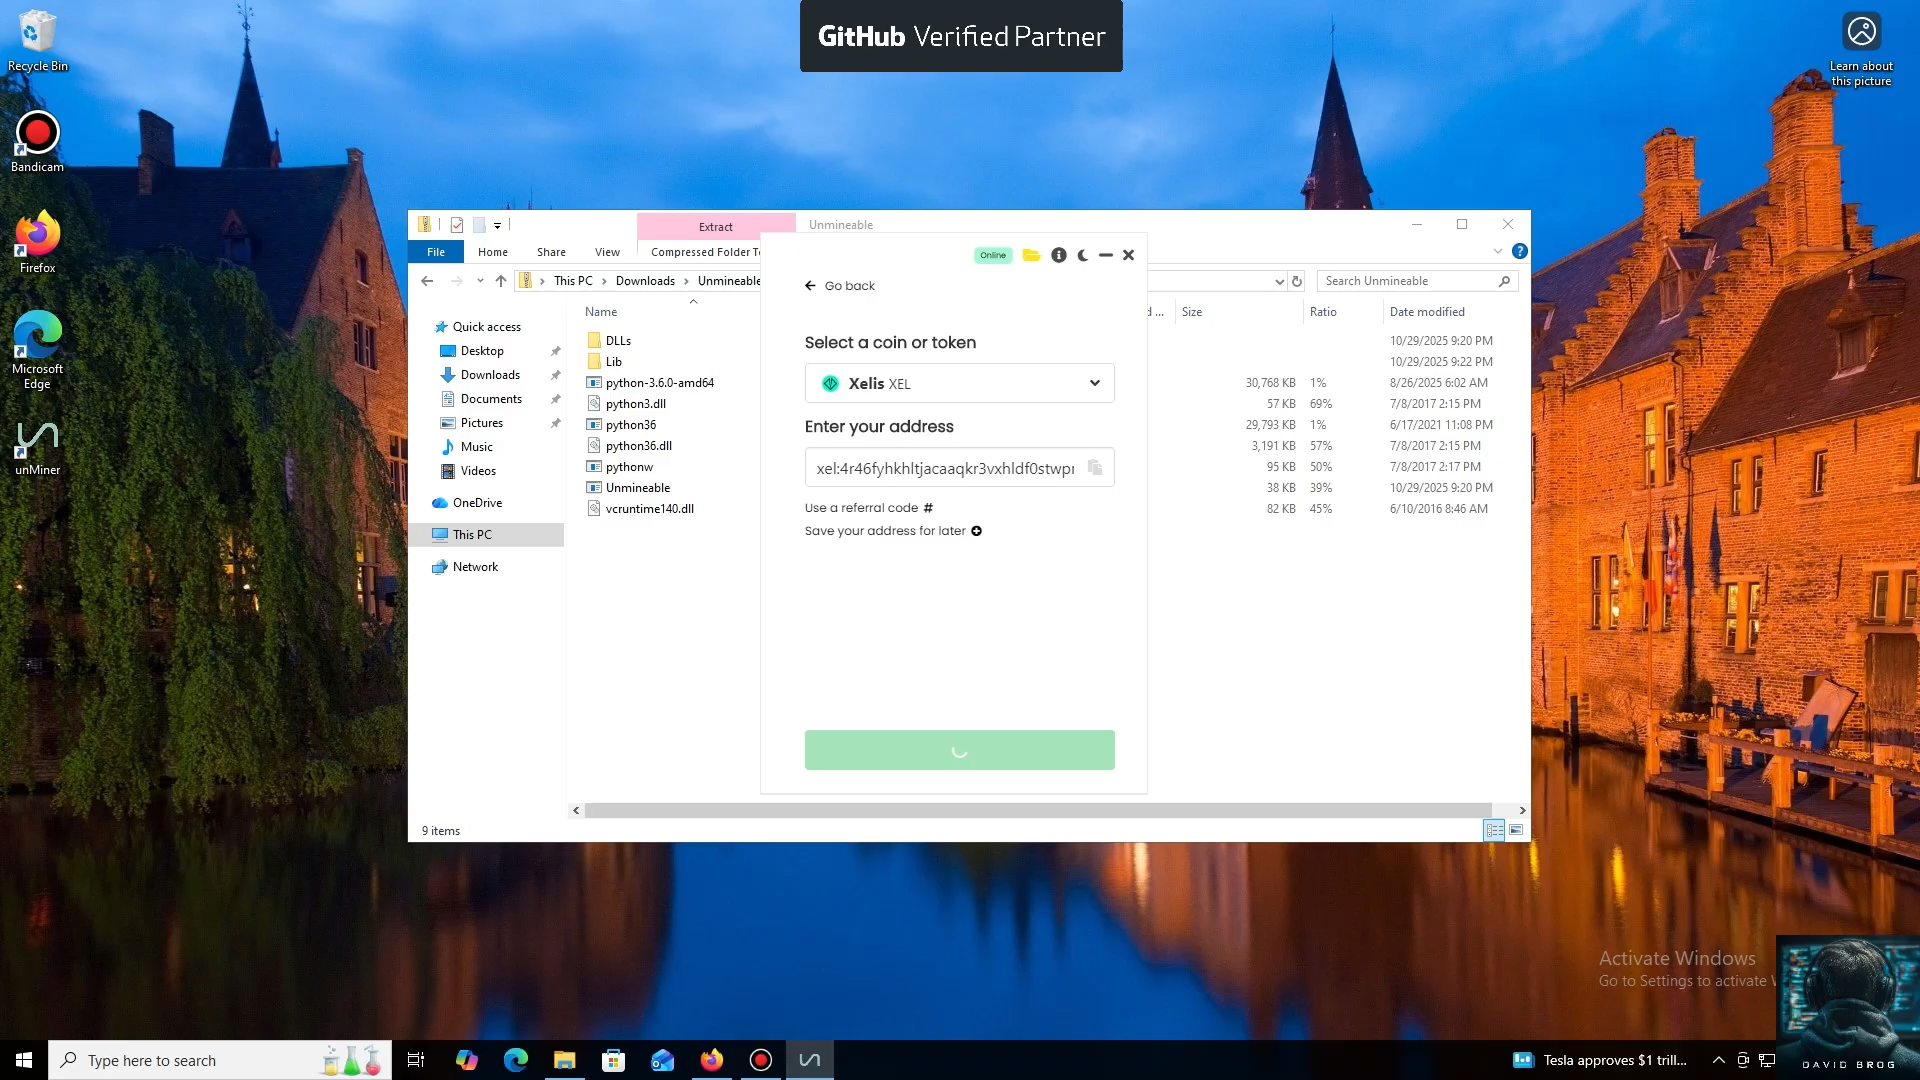 GitHub Verified Partner
Recycle Bin
Learn about
this picture
Bandicam
Firefox
Microsoft
Edge
unMiner
Extract
Unmineable
File
Home
Share
View
Compressed Folder T
Online
This PC
Downloads
Unmineable
Search Unmineable
Go back
Name
d ...
Size
Ratio
Date modified
Quick access
Desktop
Downloads
Documents
Pictures
Music
Videos
OneDrive
This PC
Network
DLLs 10/29/2025 9:20 PM
Lib 10/29/2025 9:22 PM
python-3.6.0-amd64 30,768 KB 1% 8/26/2025 6:02 AM
python3.dll 57 KB 69% 7/8/2017 2:15 PM
python36 29,793 KB 1% 6/17/2021 11:08 PM
python36.dll 3,191 KB 57% 7/8/2017 2:15 PM
pythonw 95 KB 50% 7/8/2017 2:17 PM
Unmineable 38 KB 39% 10/29/2025 9:20 PM
vcruntime140.dll 82 KB 45% 6/10/2016 8:46 AM
Select a coin or token
Xelis XEL
Enter your address
xel:4r46fyhkhltjacaaqkr3vxhldf0stwpr
Use a referral code #
Save your address for later
9 items
Activate Windows
Go to Settings to activate
DAVID BROG
Type here to search
Tesla approves $1 trill...